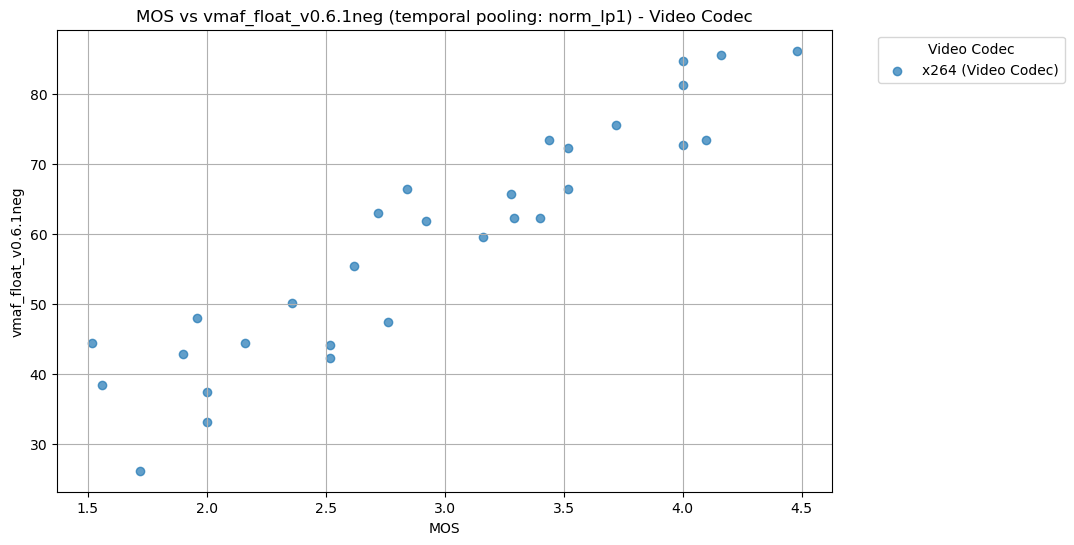 MOS vs vmaf_float_v0.6.1neg (temporal pooling: norm_lp1) - Video Codec
Video Codec
x264 (Video Codec)
vmaf_float_v0.6.1neg
80
70
60
50
40
30
1.5 2.0 2.5 3.0 3.5 4.0 4.5
MOS